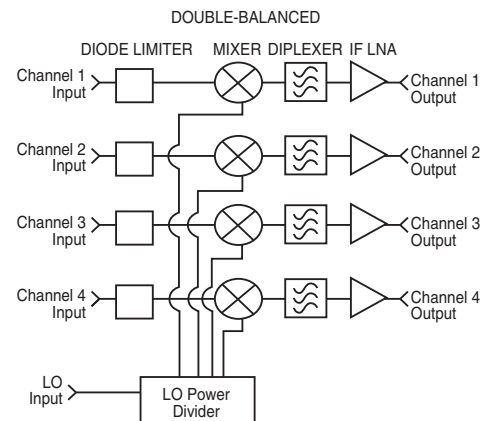 DOUBLE-BALANCED
DIODE LIMITER MIXER DIPLEXER IF LNA
Channel 1
Input
Channel 1
Output
Channel 2
Input
Channel 2
Output
Channel 3
Input
Channel 3
Output
Channel 4
Input
Channel 4
Output
LO
Input
LO Power
Divider